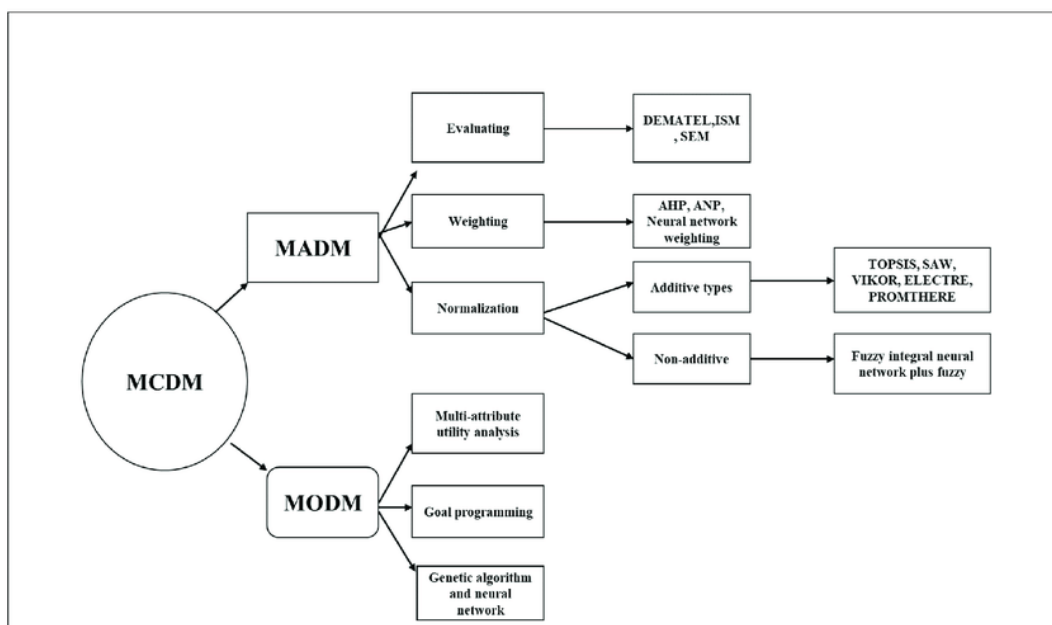 MCDM
MADM
Evaluating
DEMATEL,ISM
, SEM
Weighting
AHP, ANP,
Neural network
weighting
Normalization
Additive types
TOPSIS, SAW,
VIKOR, ELECTRE,
PROMTHERE
Non-additive
Fuzzy integral neural
network plus fuzzy
MODM
Multi-attribute
utility analysis
Goal programming
Genetic algorithm
and neural
network